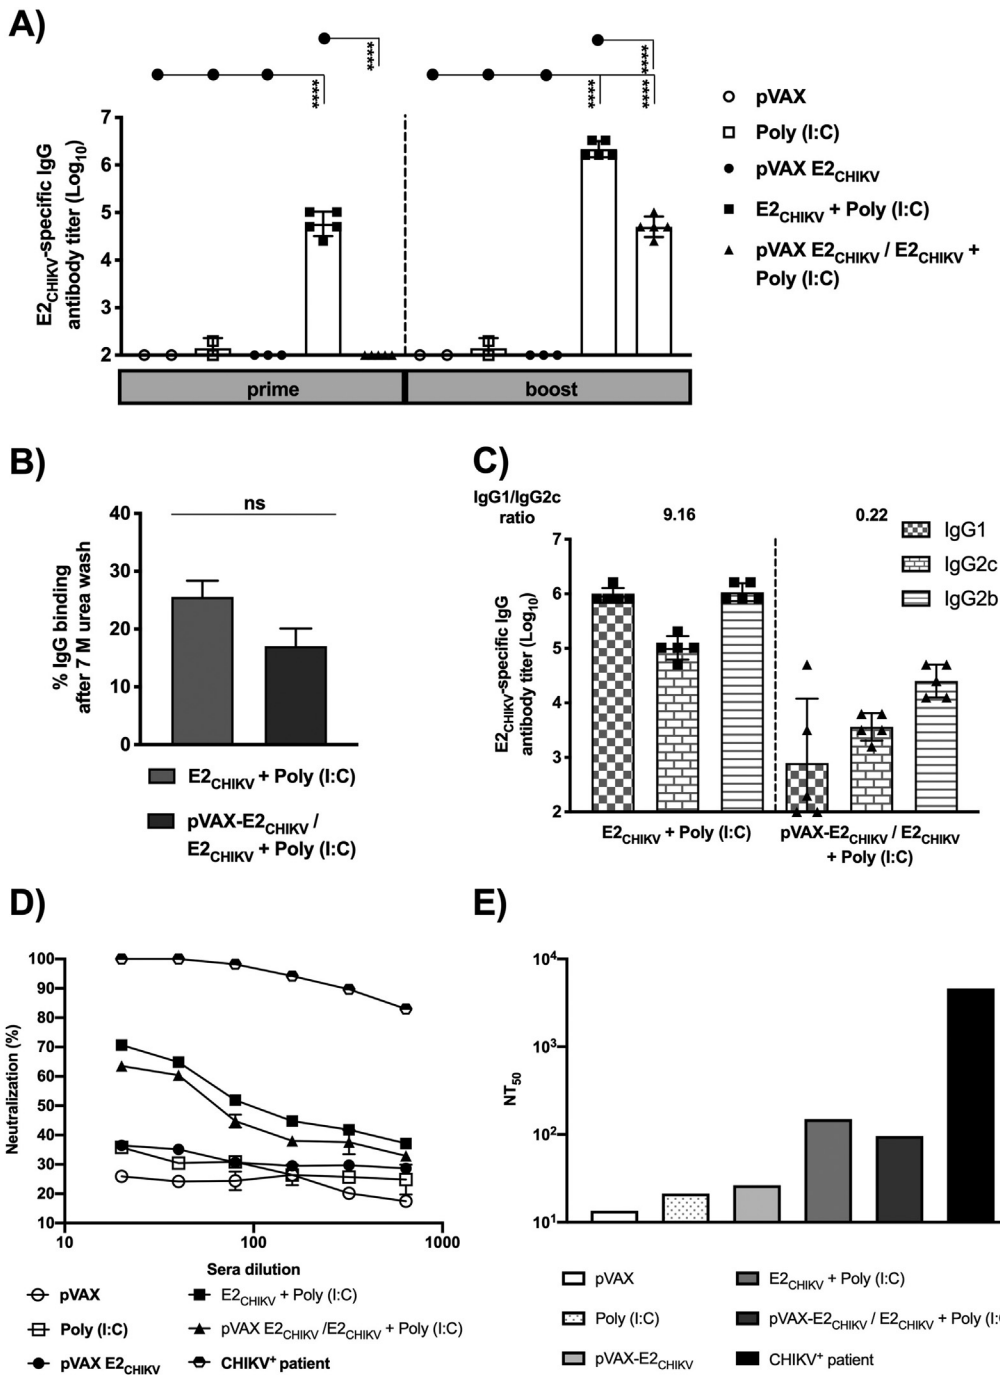 A)
****
****
****
****
****
E2CHIKV-specific IgG
antibody titer (Log10)
7
6
5
4
3
2
prime
boost
pVAX
Poly (I:C)
pVAX E2CHIKV
E2CHIKV + Poly (I:C)
pVAX E2CHIKV / E2CHIKV +
Poly (I:C)
B)
ns
% IgG binding
after 7 M urea wash
40
30
20
10
0
E2CHIKV + Poly (I:C)
pVAX-E2CHIKV /
E2CHIKV + Poly (I:C)
C)
IgG1/IgG2c
ratio
9.16
0.22
IgG1
IgG2c
IgG2b
E2CHIKV-specific IgG
antibody titer (Log10)
7
6
5
4
3
2
E2CHIKV + Poly (I:C)
pVAX-E2CHIKV / E2CHIKV
+ Poly (I:C)
D)
Neutralization (%)
100
90
80
70
60
50
40
30
20
10
10
100
1000
Sera dilution
pVAX
Poly (I:C)
pVAX E2CHIKV
E2CHIKV + Poly (I:C)
pVAX E2CHIKV /E2CHIKV + Poly (I:C)
CHIKV+ patient
E)
NT50
10^4
10^3
10^2
10^1
pVAX
Poly (I:C)
pVAX-E2CHIKV
E2CHIKV + Poly (I:C)
pVAX-E2CHIKV / E2CHIKV + Poly (I:C
CHIKV+ patient